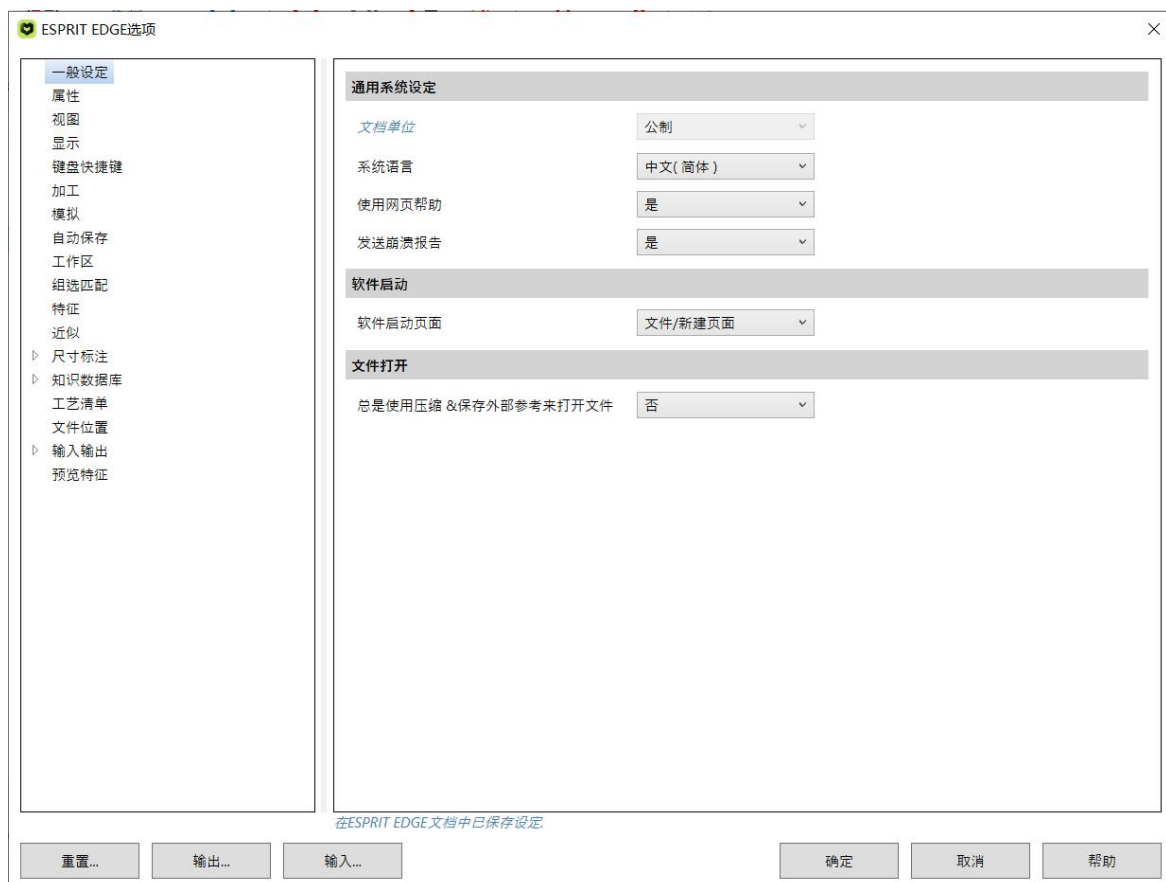 ESPRIT EDGE选项
一般设定
属性
视图
显示
键盘快捷键
加工
模拟
自动保存
工作区
组选匹配
特征
近似
尺寸标注
知识数据库
工艺清单
文件位置
输入输出
预览特征
通用系统设定
文档单位 公制
系统语言 中文(简体)
使用网页帮助 是
发送崩溃报告 是
软件启动
软件启动页面 文件/新建页面
文件打开
总是使用压缩 &保存外部参考来打开文件 否
在ESPRIT EDGE文档中已保存设定.
重置... 输出... 输入... 确定 取消 帮助